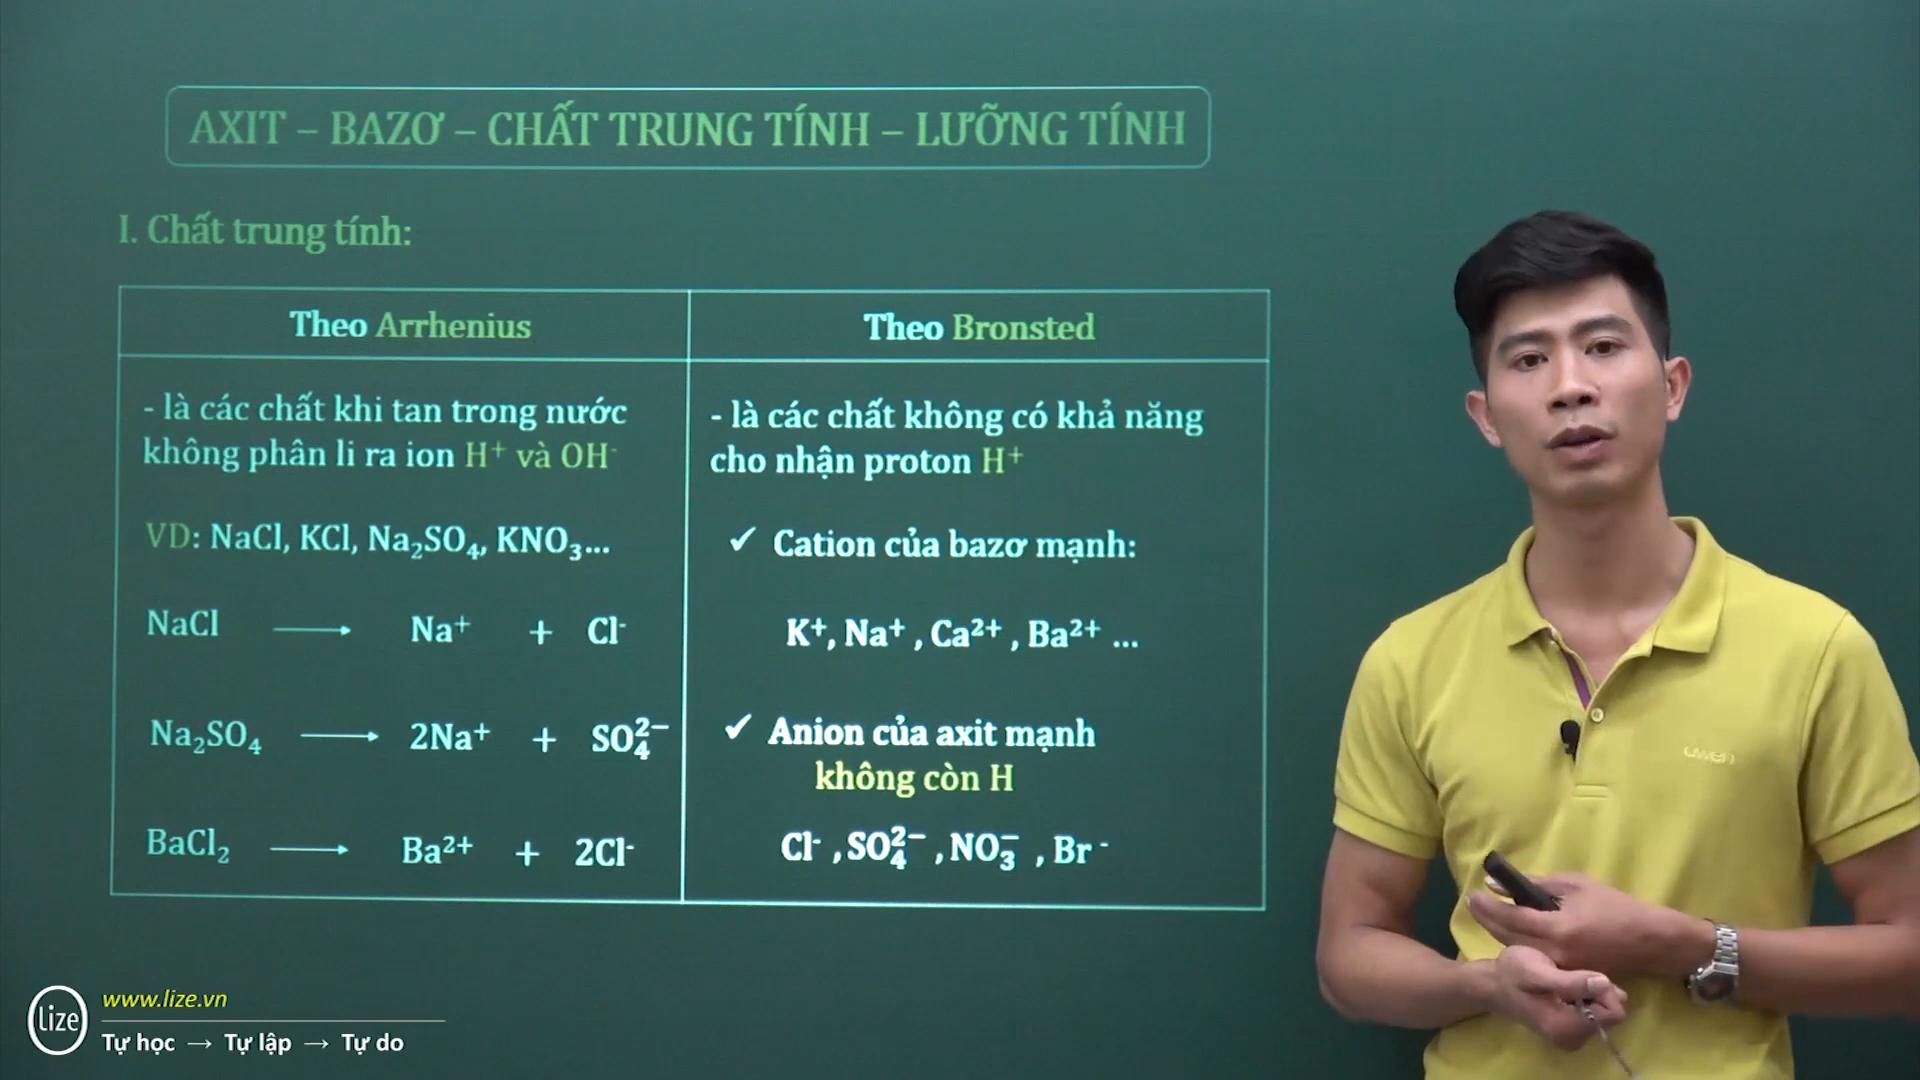 AXIT – BAZƠ – CHẤT TRUNG TÍNH – LƯỠNG TÍNH
I. Chất trung tính:
Theo Arrhenius
- là các chất khi tan trong nước
không phân li ra ion H⁺ và OH⁻
VD: NaCl, KCl, Na₂SO₄, KNO₃...
NaCl ⟶ Na⁺ + Cl⁻
Na₂SO₄ ⟶ 2Na⁺ + SO₄²⁻
BaCl₂ ⟶ Ba²⁺ + 2Cl⁻
Theo Bronsted
- là các chất không có khả năng
cho nhận proton H⁺
✓ Cation của bazơ mạnh:
K⁺, Na⁺ , Ca²⁺ , Ba²⁺ ...
✓ Anion của axit mạnh
không còn H
Cl⁻ , SO₄²⁻ , NO₃⁻ , Br⁻
uwen
lize
www.lize.vn
Tự học → Tự lập → Tự do